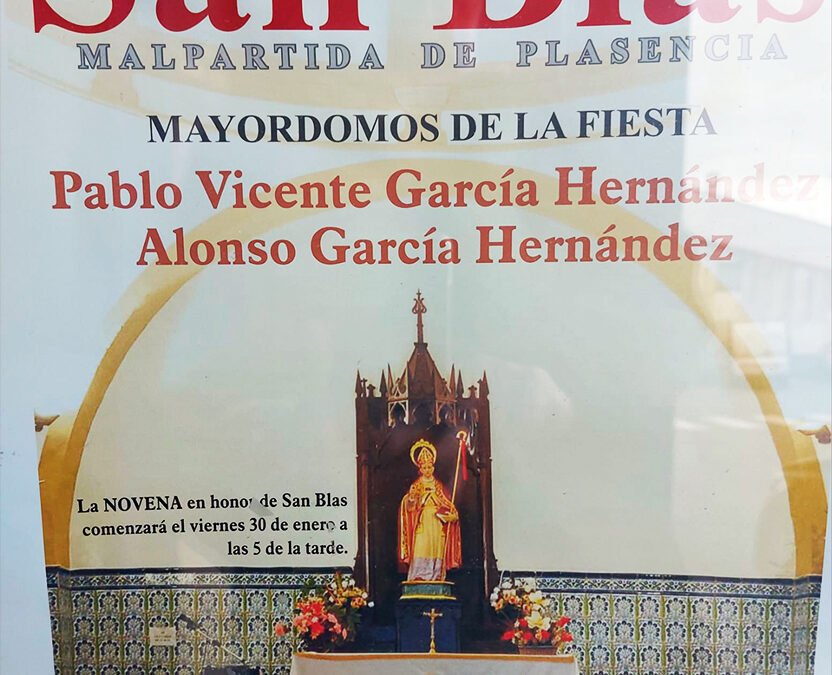 San Blas
MALPARTIDA DE PLASENCIA
MAYORDOMOS DE LA FIESTA
Pablo Vicente García Hernández
Alonso García Hernández
La NOVENA en honor de San Blas
comenzará el viernes 30 de enero a
las 5 de la tarde.